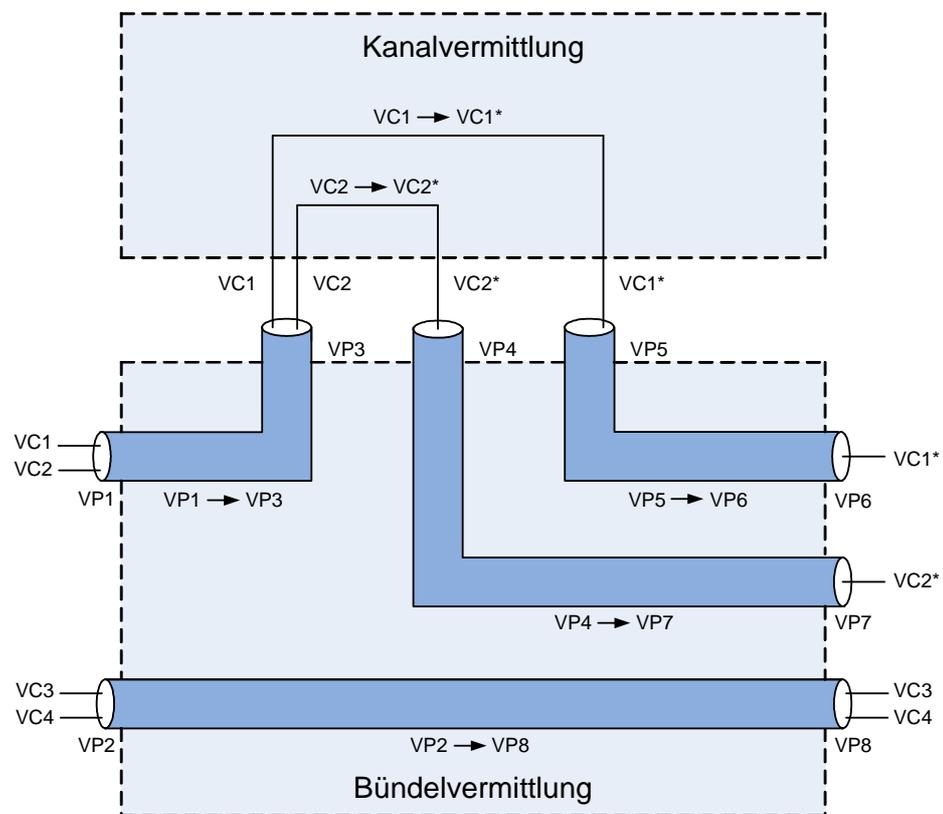 Kanalvermittlung
VC1 → VC1*
VC2 → VC2*
VC1 VC2 VC2* VC1*
VP3 VP4 VP5
VC1 VC1*
VC2
VP1 VP1 → VP3 VP5 → VP6 VP6
VC2*
VP4 → VP7 VP7
VC3 VC3
VC4 VC4
VP2 VP2 → VP8 VP8
Bündelvermittlung